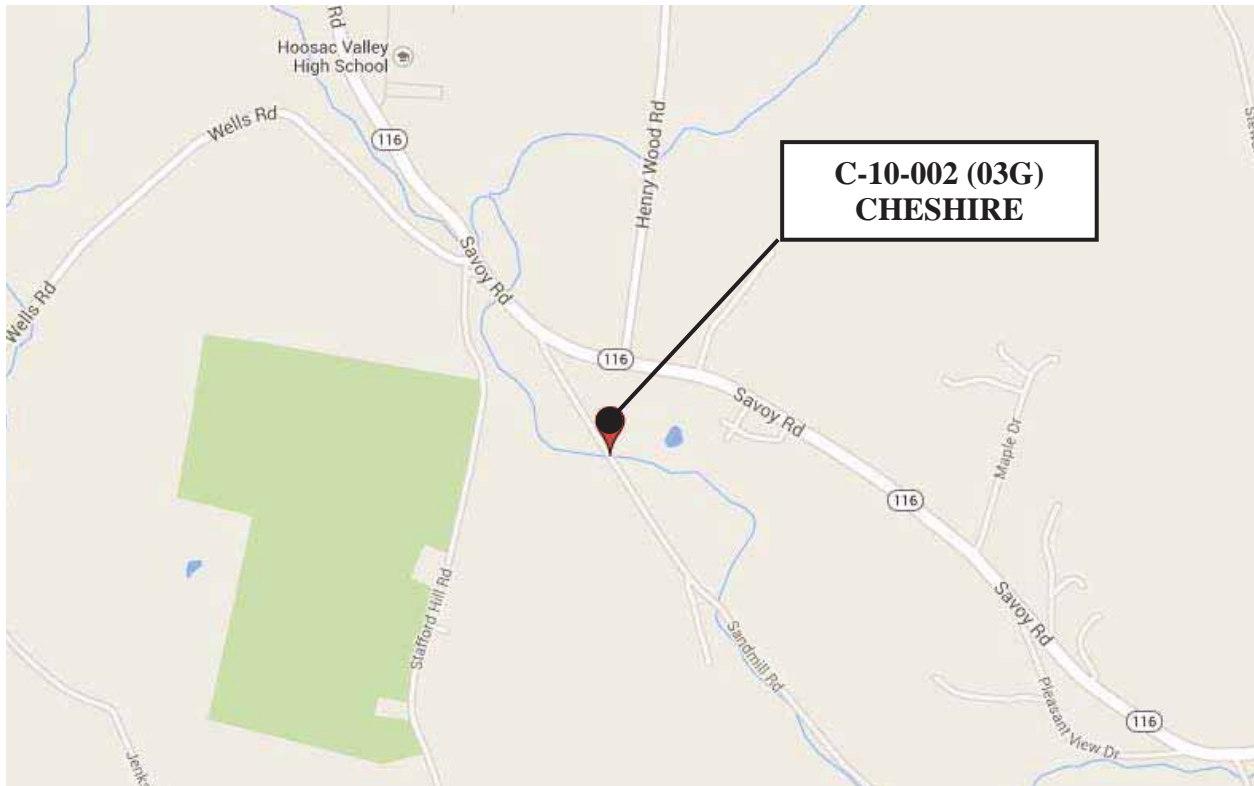 Rd
Hoosac Valley
High School
116
Wells Rd
Henry Wood Rd
C-10-002 (03G)
CHESHIRE
Savoy Rd
Wells Rd
116
Savoy Rd
Maple Dr
116
Stafford Hill Rd
Sandmill Rd
Savoy Rd
Pleasant View Dr
116